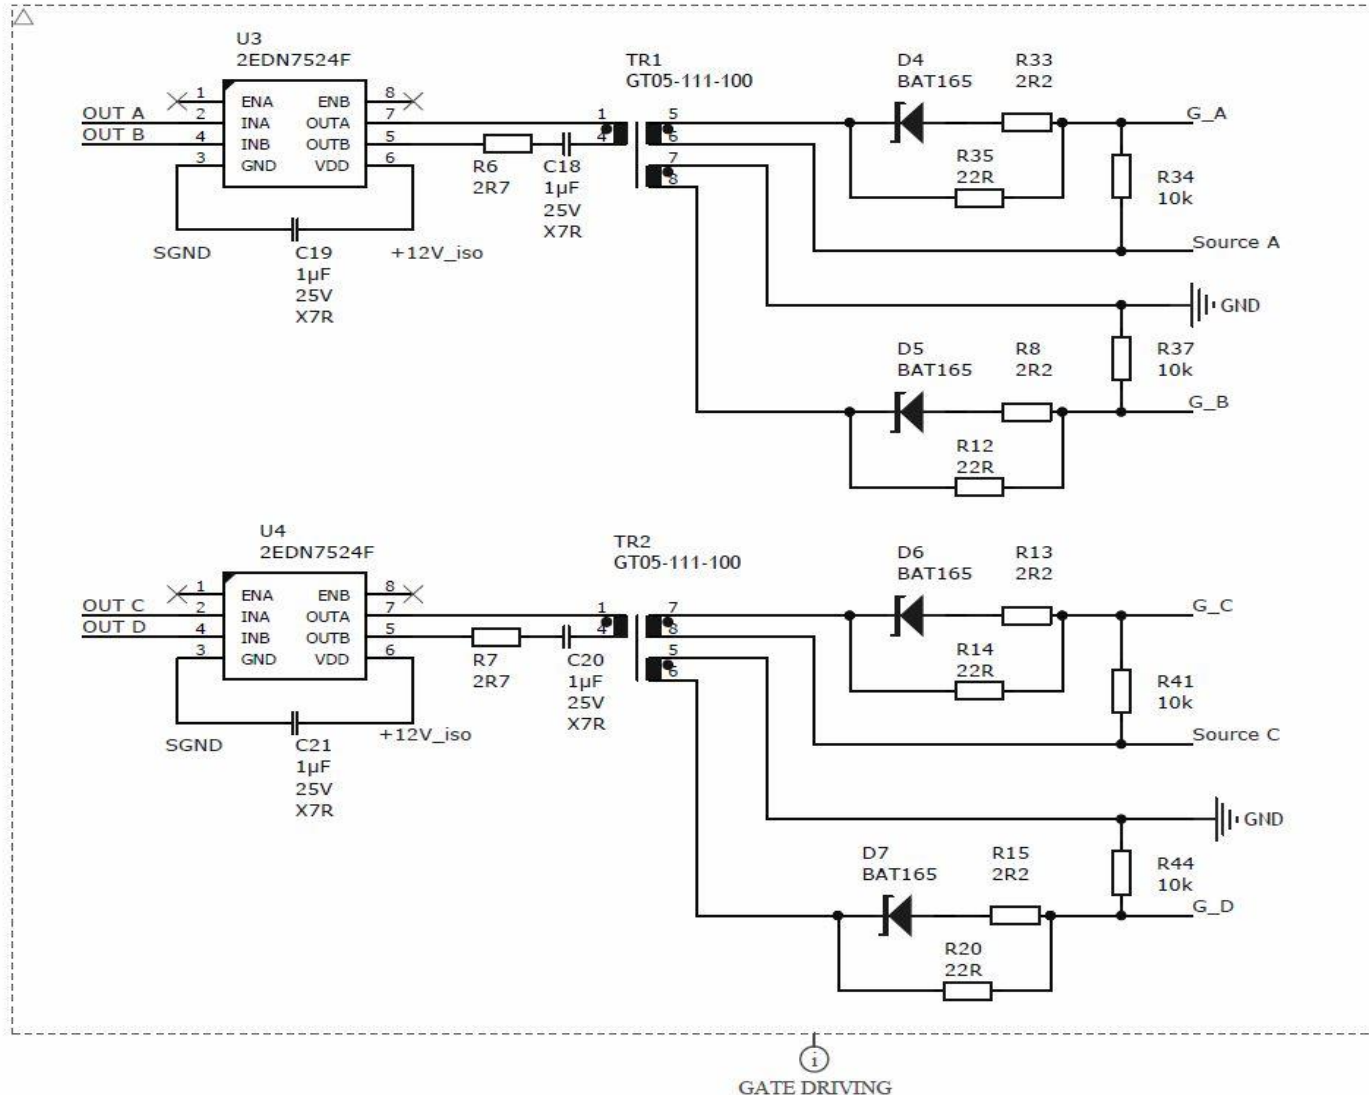 U3
2EDN7524F
1 ENA ENB 8
OUT A 2 INA OUTA 7
OUT B 4 INB OUTB 5
3 GND VDD 6
R6
2R7
C18
1µF
25V
X7R
SGND
C19
1µF
25V
X7R
+12V_iso
TR1
GT05-111-100
1
4
5
6
7
8
D4
BAT165
R33
2R2
G_A
R35
22R
R34
10k
Source A
GND
D5
BAT165
R8
2R2
R37
10k
G_B
R12
22R
U4
2EDN7524F
1 ENA ENB 8
OUT C 2 INA OUTA 7
OUT D 4 INB OUTB 5
3 GND VDD 6
R7
2R7
C20
1µF
25V
X7R
SGND
C21
1µF
25V
X7R
+12V_iso
TR2
GT05-111-100
1
4
7
8
5
6
D6
BAT165
R13
2R2
G_C
R14
22R
R41
10k
Source C
GND
D7
BAT165
R15
2R2
R44
10k
G_D
R20
22R
i
GATE DRIVING